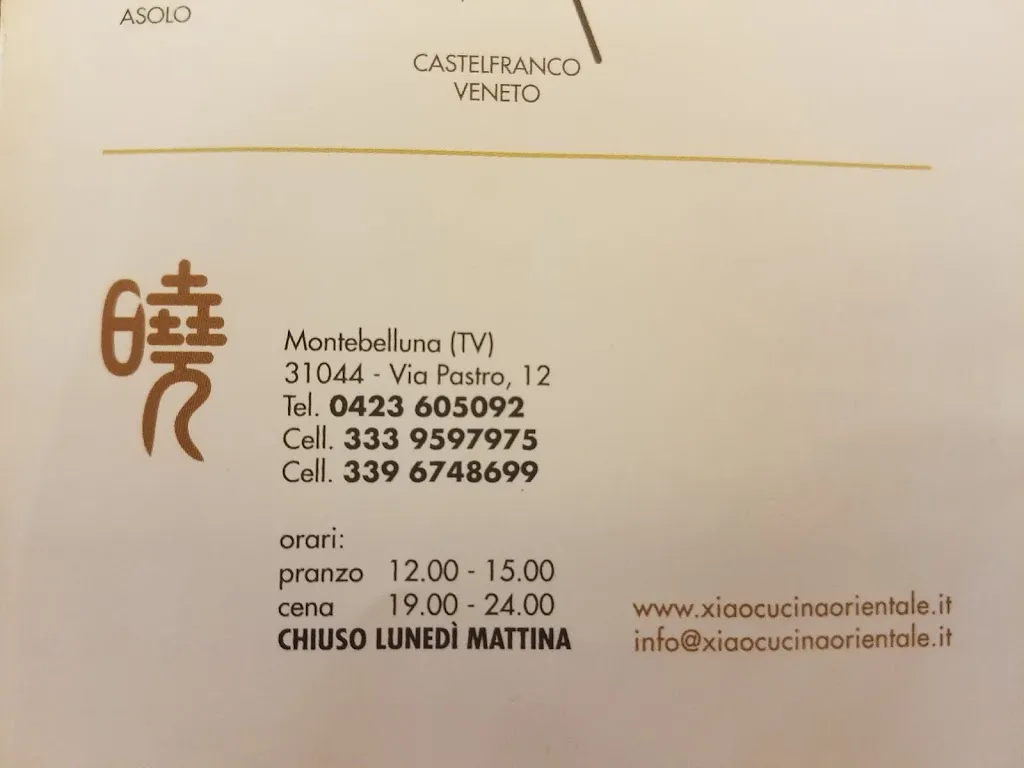 ASOLO
CASTELFRANCO
VENETO
曉
Montebelluna (TV)
31044 - Via Pastro, 12
Tel. 0423 605092
Cell. 333 9597975
Cell. 339 6748699
orari:
pranzo 12.00 - 15.00
cena 19.00 - 24.00
CHIUSO LUNEDÌ MATTINA
www.xiaocucinaorientale.it
info@xiaocucinaorientale.it